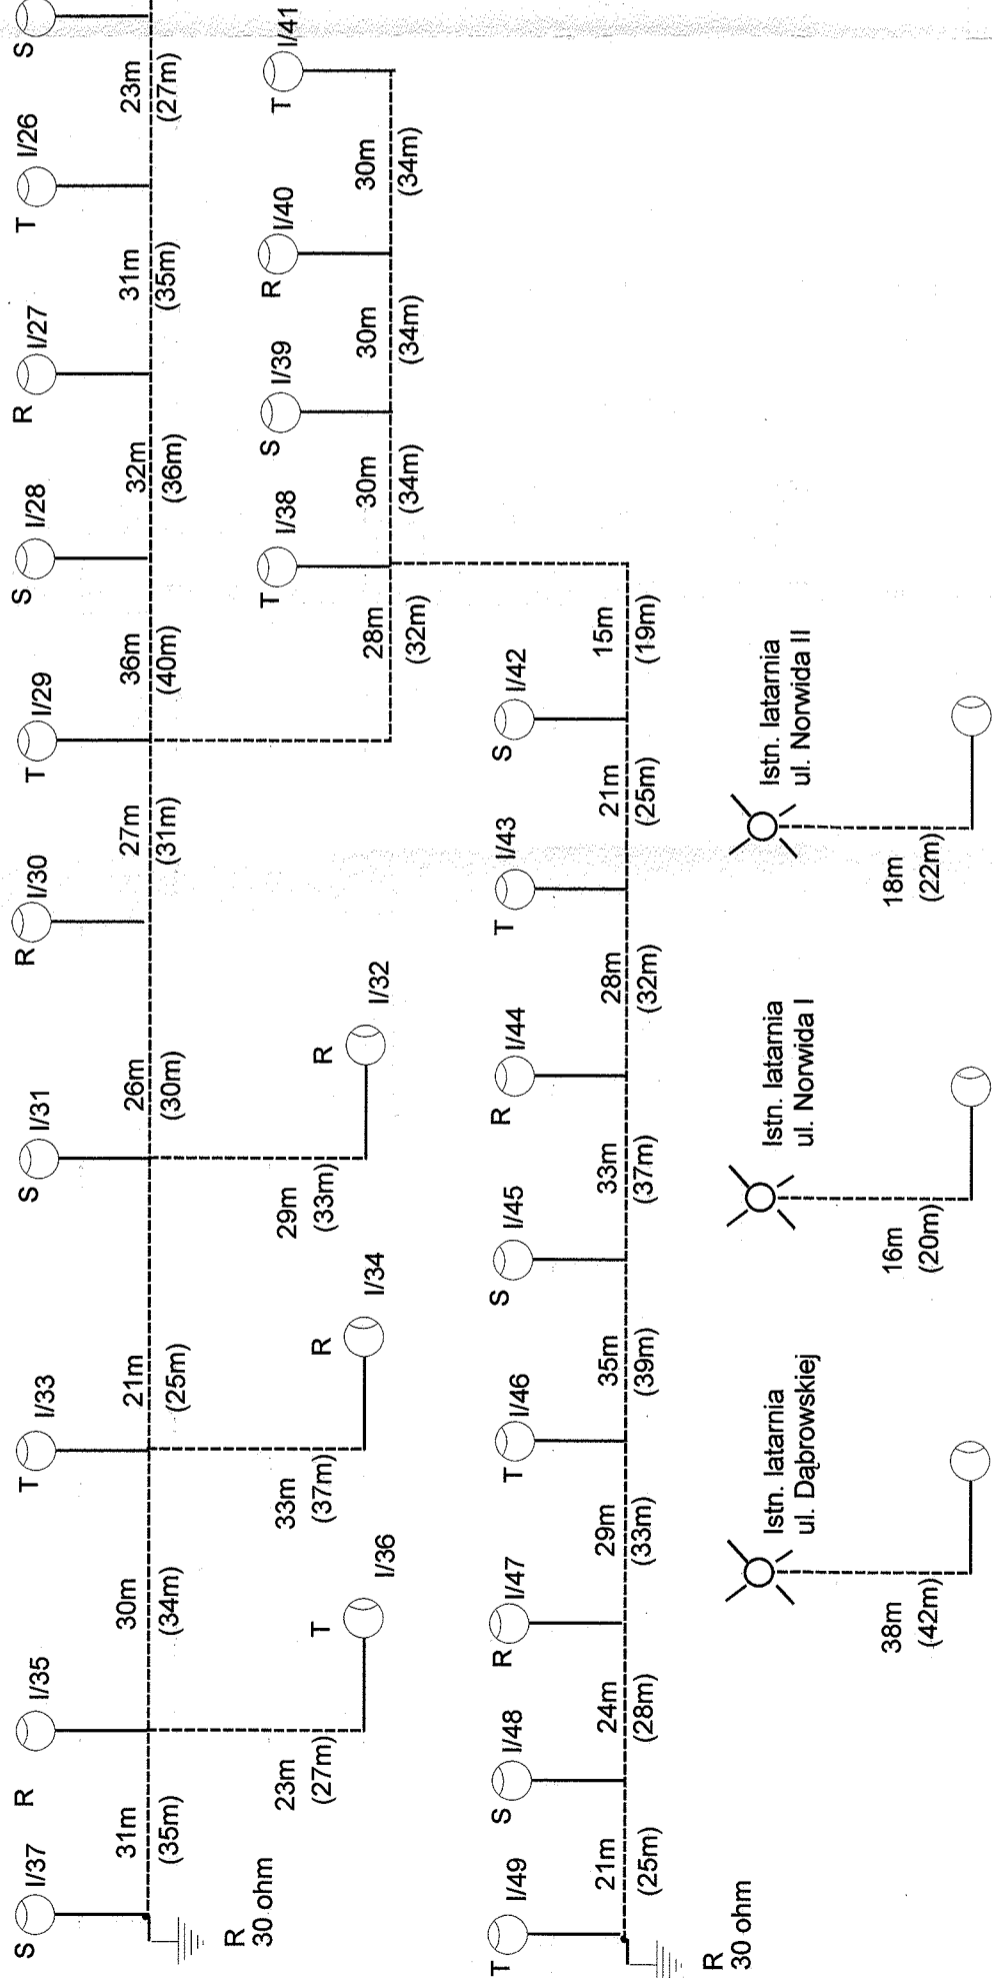 S
23m
(27m)
T I/26
31m
(35m)
R I/27
32m
(36m)
S I/28
36m
(40m)
T I/29
27m
(31m)
R I/30
26m
(30m)
S I/31
21m
(25m)
T I/33
30m
(34m)
R I/35
31m
(35m)
S I/37
R
30 ohm
29m
(33m)
R I/32
33m
(37m)
R I/34
23m
(27m)
T I/36
T I/41
30m
(34m)
R I/40
30m
(34m)
S I/39
30m
(34m)
T I/38
28m
(32m)
15m
(19m)
S I/42
21m
(25m)
T I/43
28m
(32m)
R I/44
33m
(37m)
S I/45
35m
(39m)
T I/46
29m
(33m)
R I/47
24m
(28m)
S I/48
21m
(25m)
T I/49
R
30 ohm
Istn. latarnia
ul. Dąbrowskiej
38m
(42m)
Istn. latarnia
ul. Norwida I
16m
(20m)
Istn. latarnia
ul. Norwida II
18m
(22m)